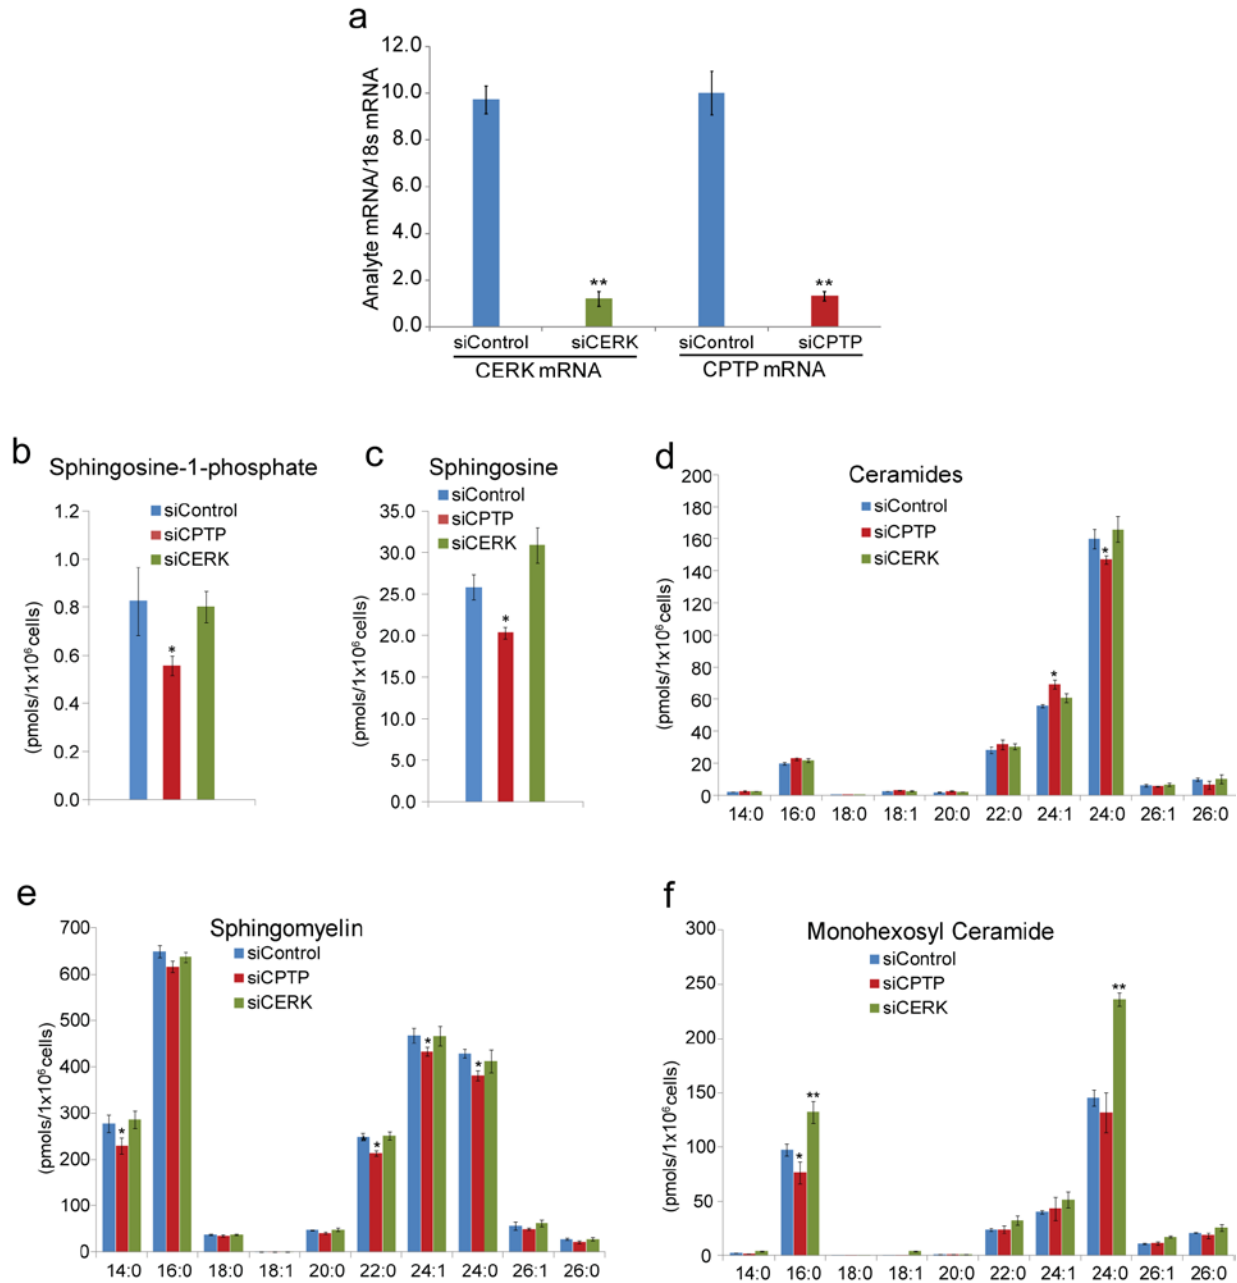 a
Analyte mRNA/18s mRNA
12.0
10.0
8.0
6.0
4.0
2.0
0.0
**
**
siControl siCERK siControl siCPTP
CERK mRNA CPTP mRNA
b
Sphingosine-1-phosphate
siControl
siCPTP
siCERK
(pmols/1x10⁶cells)
1.2
1.0
0.8
0.6
0.4
0.2
0.0
*
c
Sphingosine
siControl
siCPTP
siCERK
(pmols/1x10⁶cells)
35.0
30.0
25.0
20.0
15.0
10.0
5.0
0.0
*
d
Ceramides
siControl
siCPTP
siCERK
(pmols/1x10⁶cells)
200
180
160
140
120
100
80
60
40
20
0
*
*
14:0 16:0 18:0 18:1 20:0 22:0 24:1 24:0 26:1 26:0
e
Sphingomyelin
siControl
siCPTP
siCERK
(pmols/1x10⁶cells)
700
600
500
400
300
200
100
0
* * * * *
14:0 16:0 18:0 18:1 20:0 22:0 24:1 24:0 26:1 26:0
f
Monohexosyl Ceramide
siControl
siCPTP
siCERK
(pmols/1x10⁶cells)
300
250
200
150
100
50
0
* ** **
14:0 16:0 18:0 18:1 20:0 22:0 24:1 24:0 26:1 26:0